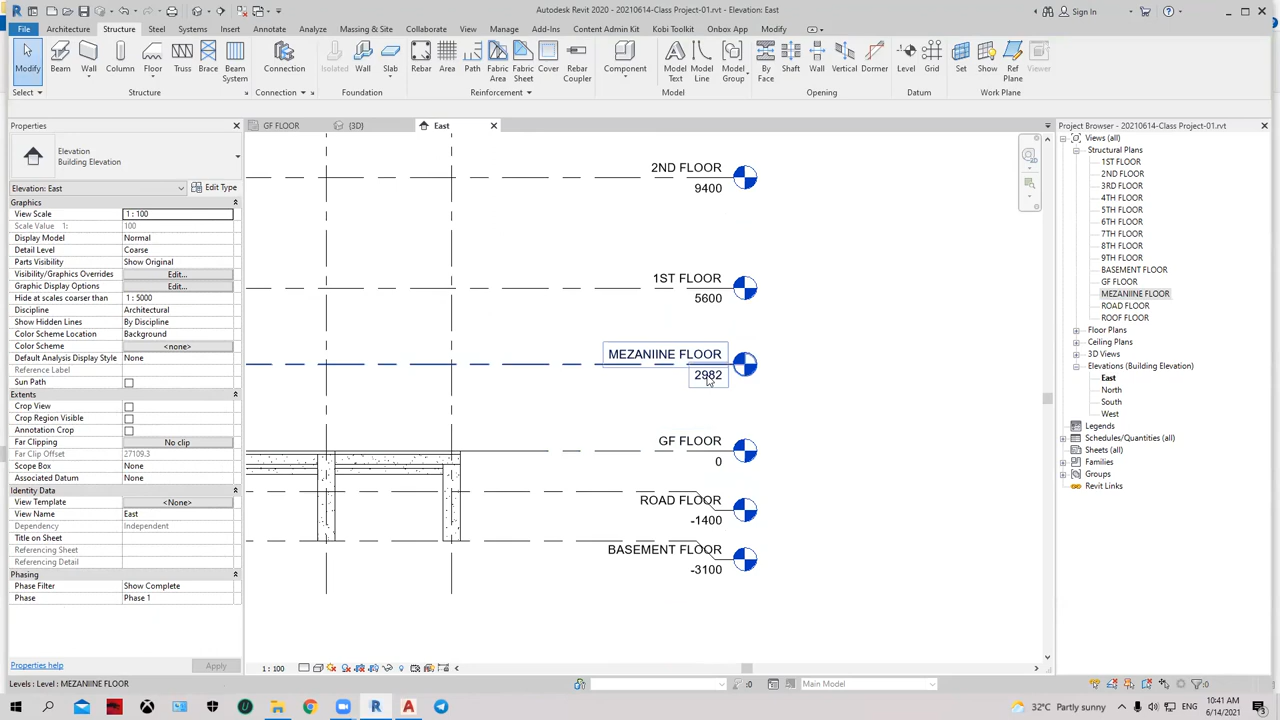 Autodesk Revit 2020 - 20210614-Class Project-01.rvt - Elevation: East
Sign In
File Architecture Structure Steel Systems Insert Annotate Analyze Massing & Site Collaborate View Manage Add-Ins Content Admin Kit Kobi Toolkit Onbox App Modify
Modify Beam Wall Column Floor Truss Brace Beam System Connection Isolated Wall Slab Rebar Area Path Fabric Area Fabric Sheet Cover Rebar Coupler Component Model Text Model Line Model Group By Face Shaft Wall Vertical Dormer Level Grid Set Show Ref Plane Viewer
Select Structure Connection Foundation Reinforcement Model Opening Datum Work Plane
Properties
GF FLOOR
(3D)
East
Project Browser - 20210614-Class Project-01.rvt
Elevation
Building Elevation
Elevation: East
Edit Type
Graphics
View Scale 1 : 100
Scale Value 1: 100
Display Model Normal
Detail Level Coarse
Parts Visibility Show Original
Visibility/Graphics Overrides Edit...
Graphic Display Options Edit...
Hide at scales coarser than 1 : 5000
Discipline Architectural
Show Hidden Lines By Discipline
Color Scheme Location Background
Color Scheme <none>
Default Analysis Display Style None
Reference Label
Sun Path
Extents
Crop View
Crop Region Visible
Annotation Crop
Far Clipping No clip
Far Clip Offset 27109.3
Scope Box None
Associated Datum None
Identity Data
View Template <None>
View Name East
Dependency Independent
Title on Sheet
Referencing Sheet
Referencing Detail
Phasing
Phase Filter Show Complete
Phase Phase 1
Properties help
Apply
2ND FLOOR
9400
1ST FLOOR
5600
MEZANIINE FLOOR
2982
GF FLOOR
0
ROAD FLOOR
-1400
BASEMENT FLOOR
-3100
Views (all)
Structural Plans
1ST FLOOR
2ND FLOOR
3RD FLOOR
4TH FLOOR
5TH FLOOR
6TH FLOOR
7TH FLOOR
8TH FLOOR
9TH FLOOR
BASEMENT FLOOR
GF FLOOR
MEZANIINE FLOOR
ROAD FLOOR
ROOF FLOOR
Floor Plans
Ceiling Plans
3D Views
Elevations (Building Elevation)
East
North
South
West
Legends
Schedules/Quantities (all)
Sheets (all)
Families
Groups
Revit Links
1 : 100
Levels : Level : MEZANIINE FLOOR
:0
Main Model
:0
32°C Partly sunny
ENG
10:41 AM
6/14/2021